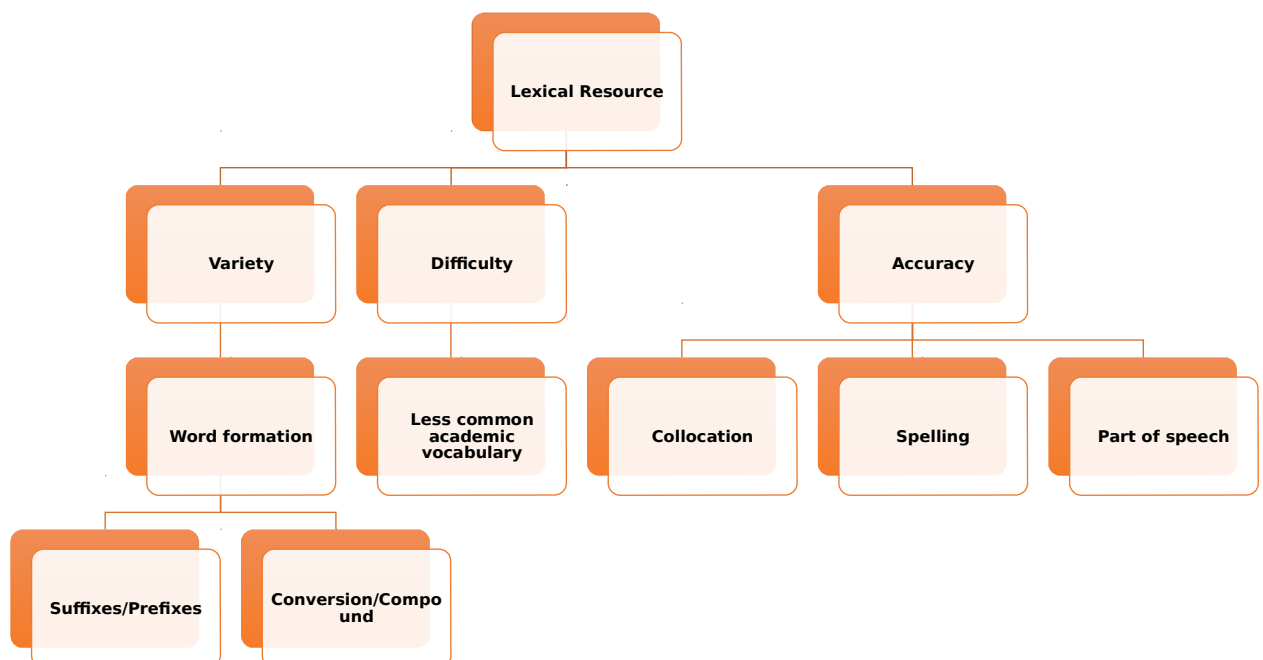 Lexical Resource
Variety
Difficulty
Accuracy
Word formation
Less common
academic
vocabulary
Collocation
Spelling
Part of speech
Suffixes/Prefixes
Conversion/Compo
und